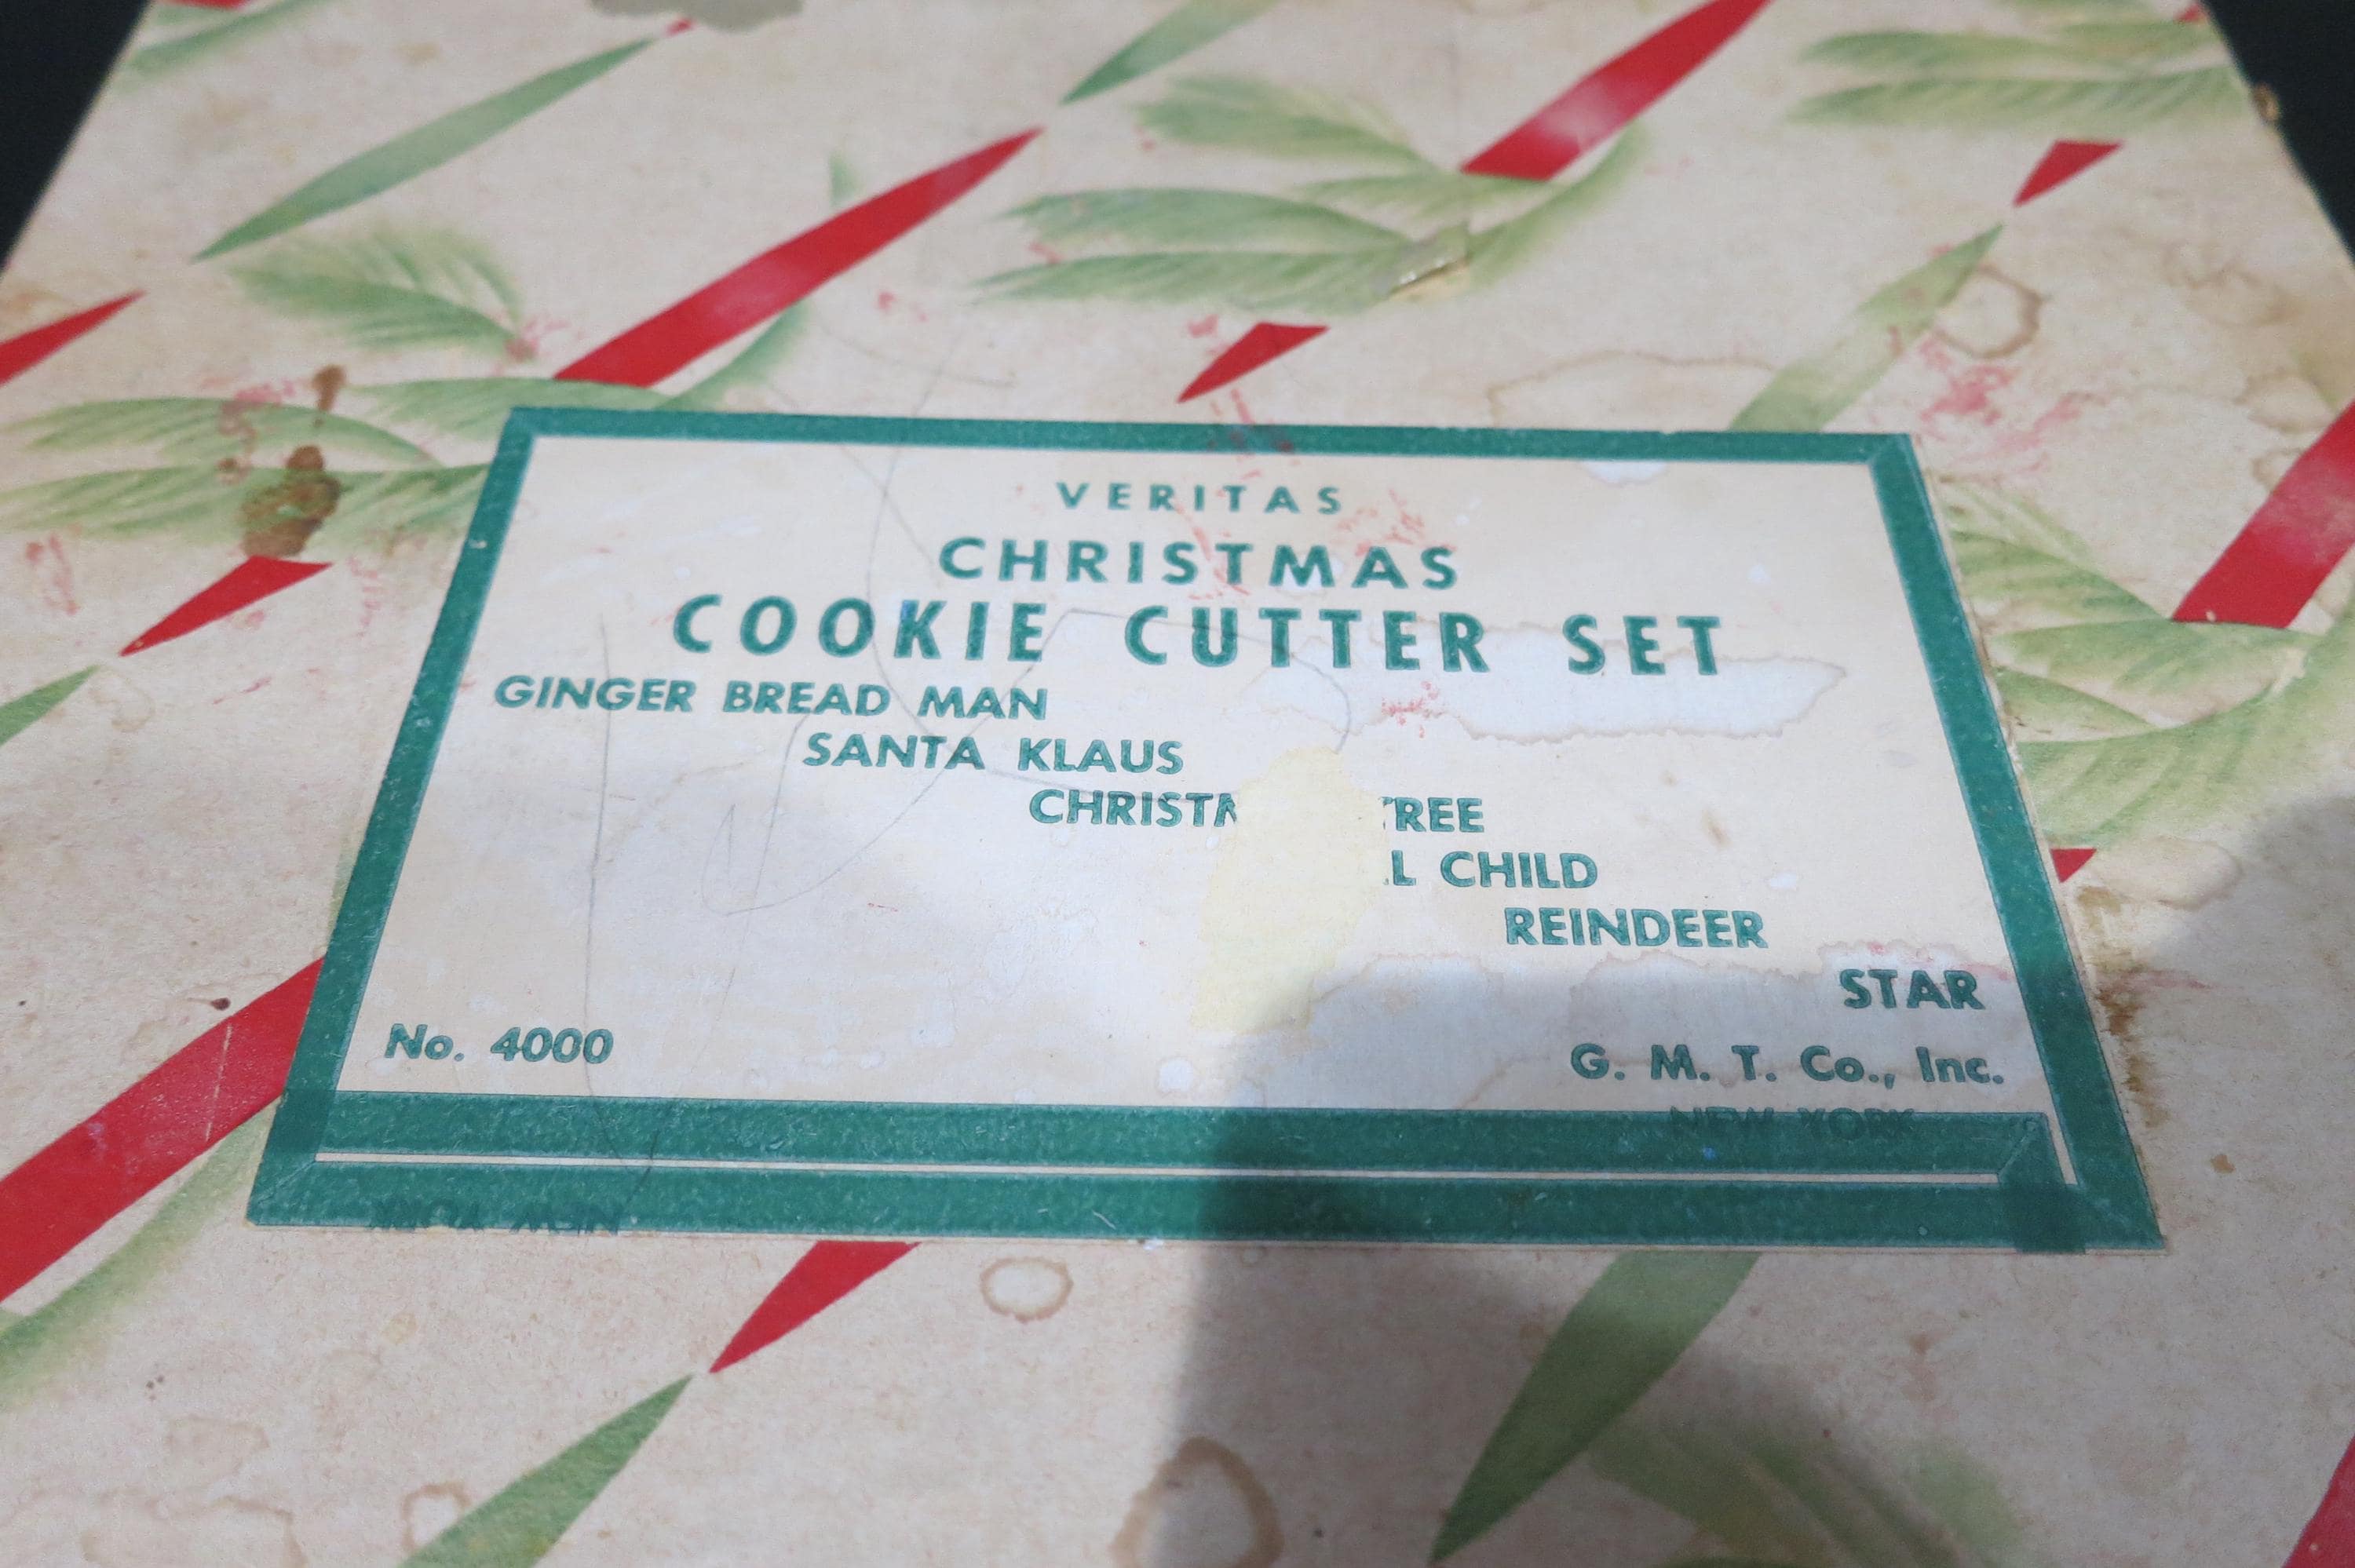 VERITAS
CHRISTMAS
COOKIE CUTTER SET
GINGER BREAD MAN
SANTA KLAUS
TREE
CHILD
REINDEER
STAR
No. 4000
G. M. T. Co., Inc.
NEW YORK